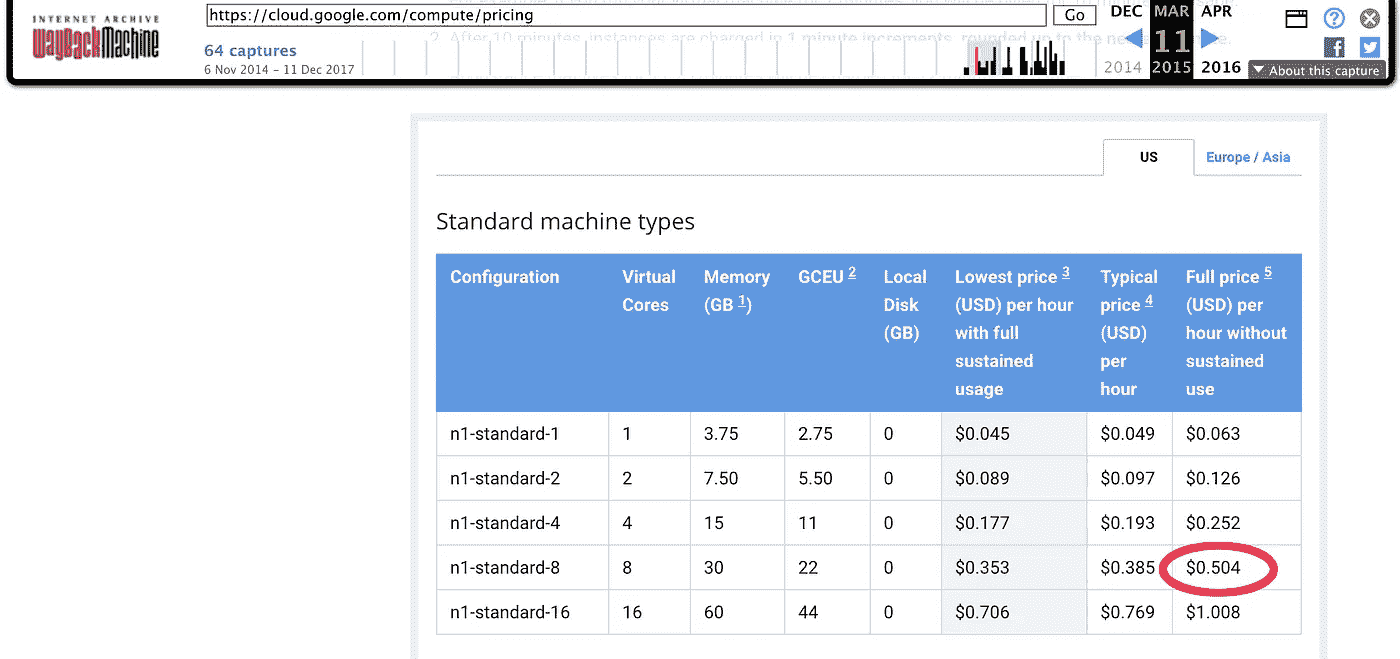 INTERNET ARCHIVE
WayBackMachine
https://cloud.google.com/compute/pricing
Go
DEC MAR APR
64 captures
11
6 Nov 2014 – 11 Dec 2017
2014 2015 2016
About this capture
2. After 10 minutes, instances are charged in 1 minute increments, rounded up to the ne
US
Europe / Asia
Standard machine types
Configuration Virtual Cores Memory (GB 1) GCEU 2 Local Disk (GB) Lowest price 3 (USD) per hour with full sustained usage Typical price 4 (USD) per hour Full price 5 (USD) per hour without sustained use
n1-standard-1 1 3.75 2.75 0 $0.045 $0.049 $0.063
n1-standard-2 2 7.50 5.50 0 $0.089 $0.097 $0.126
n1-standard-4 4 15 11 0 $0.177 $0.193 $0.252
n1-standard-8 8 30 22 0 $0.353 $0.385 $0.504
n1-standard-16 16 60 44 0 $0.706 $0.769 $1.008